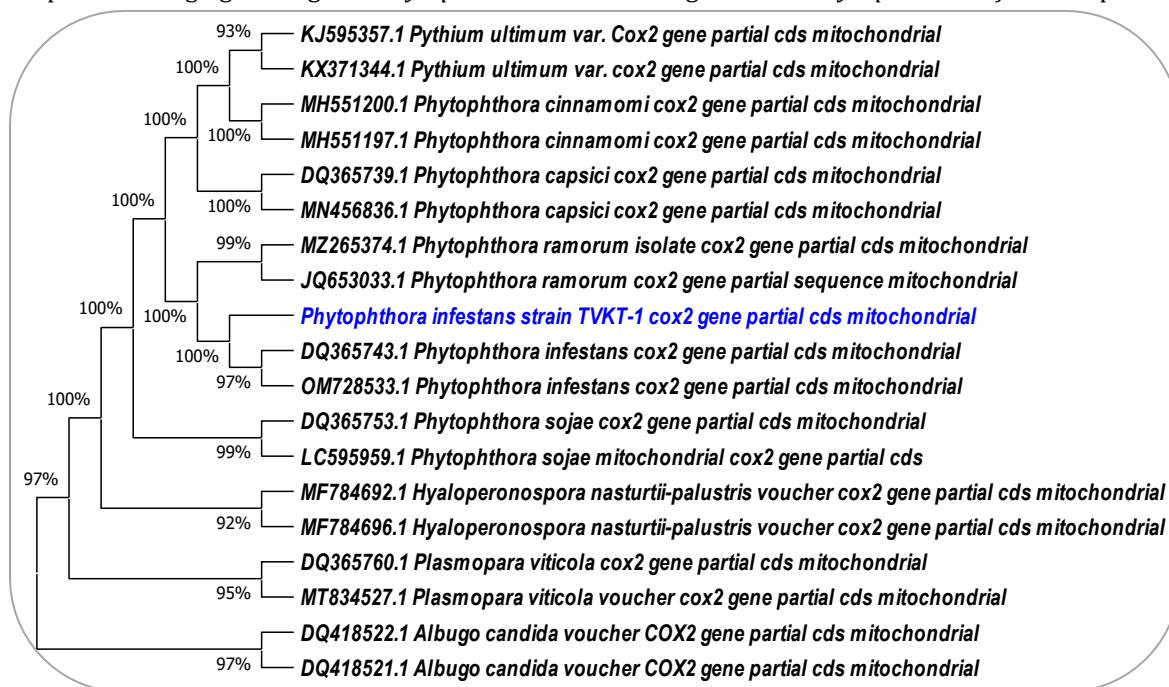 93%
KJ595357.1 Pythium ultimum var. Cox2 gene partial cds mitochondrial
100%
KX371344.1 Pythium ultimum var. cox2 gene partial cds mitochondrial
100%
MH551200.1 Phytophthora cinnamomi cox2 gene partial cds mitochondrial
100%
MH551197.1 Phytophthora cinnamomi cox2 gene partial cds mitochondrial
DQ365739.1 Phytophthora capsici cox2 gene partial cds mitochondrial
100%
100%
MN456836.1 Phytophthora capsici cox2 gene partial cds mitochondrial
99%
MZ265374.1 Phytophthora ramorum isolate cox2 gene partial cds mitochondrial
JQ653033.1 Phytophthora ramorum cox2 gene partial sequence mitochondrial
100%
100%
Phytophthora infestans strain TVKT-1 cox2 gene partial cds mitochondrial
100%
DQ365743.1 Phytophthora infestans cox2 gene partial cds mitochondrial
97%
OM728533.1 Phytophthora infestans cox2 gene partial cds mitochondrial
100%
DQ365753.1 Phytophthora sojae cox2 gene partial cds mitochondrial
99%
LC595959.1 Phytophthora sojae mitochondrial cox2 gene partial cds
97%
MF784692.1 Hyaloperonospora nasturtii-palustris voucher cox2 gene partial cds mitochondrial
92%
MF784696.1 Hyaloperonospora nasturtii-palustris voucher cox2 gene partial cds mitochondrial
DQ365760.1 Plasmopara viticola cox2 gene partial cds mitochondrial
95%
MT834527.1 Plasmopara viticola voucher cox2 gene partial cds mitochondrial
DQ418522.1 Albugo candida voucher COX2 gene partial cds mitochondrial
97%
DQ418521.1 Albugo candida voucher COX2 gene partial cds mitochondrial